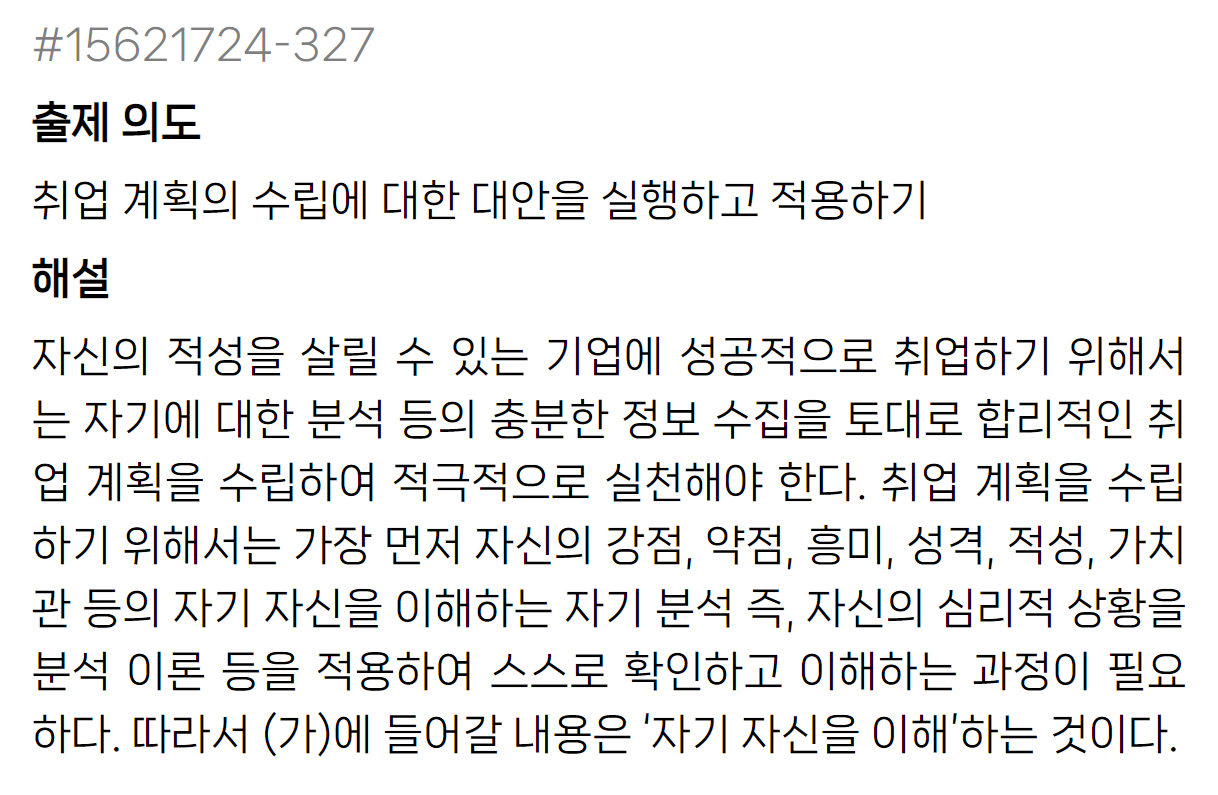 #15621724-327
출제 의도
취업 계획의 수립에 대한 대안을 실행하고 적용하기
해설
자신의 적성을 살릴 수 있는 기업에 성공적으로 취업하기 위해서
는 자기에 대한 분석 등의 충분한 정보 수집을 토대로 합리적인 취
업 계획을 수립하여 적극적으로 실천해야 한다. 취업 계획을 수립
하기 위해서는 가장 먼저 자신의 강점, 약점, 흥미, 성격, 적성, 가치
관 등의 자기 자신을 이해하는 자기 분석 즉, 자신의 심리적 상황을
분석 이론 등을 적용하여 스스로 확인하고 이해하는 과정이 필요
하다. 따라서 (가)에 들어갈 내용은 '자기 자신을 이해'하는 것이다.